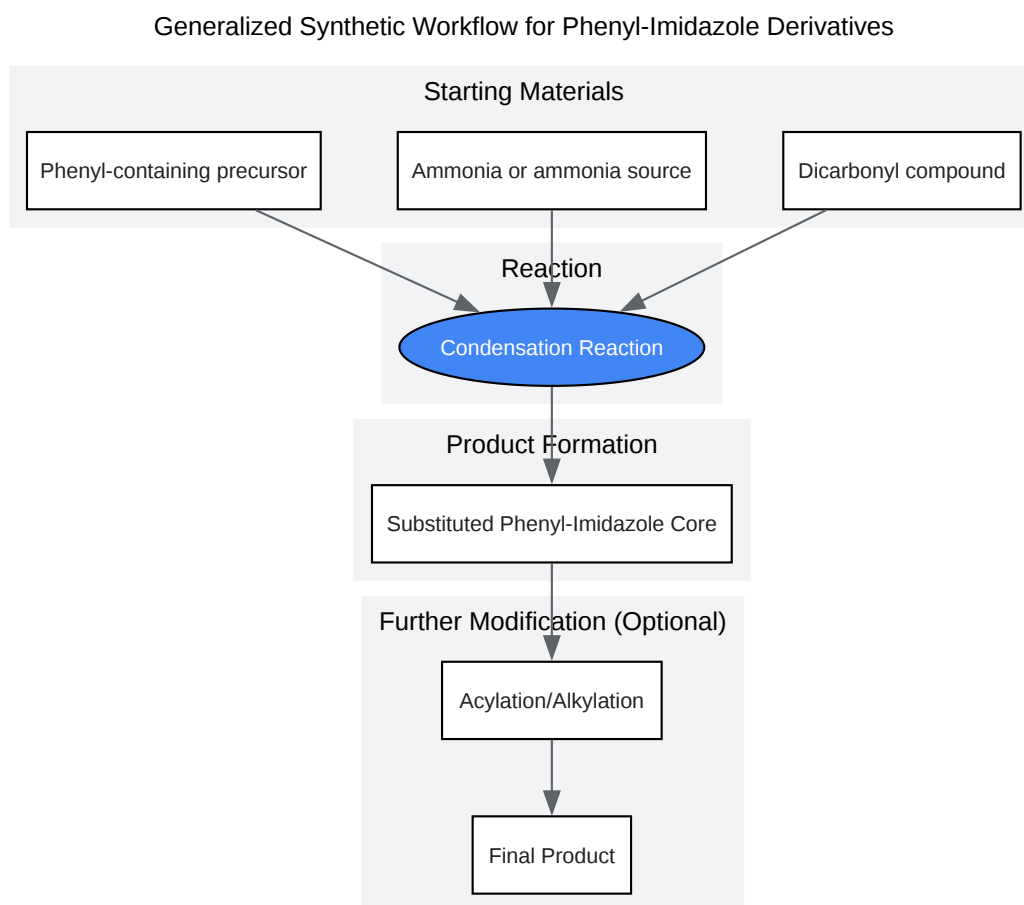 Generalized Synthetic Workflow for Phenyl-Imidazole Derivatives
Starting Materials
Phenyl-containing precursor
Ammonia or ammonia source
Dicarbonyl compound
Reaction
Condensation Reaction
Product Formation
Substituted Phenyl-Imidazole Core
Further Modification (Optional)
Acylation/Alkylation
Final Product